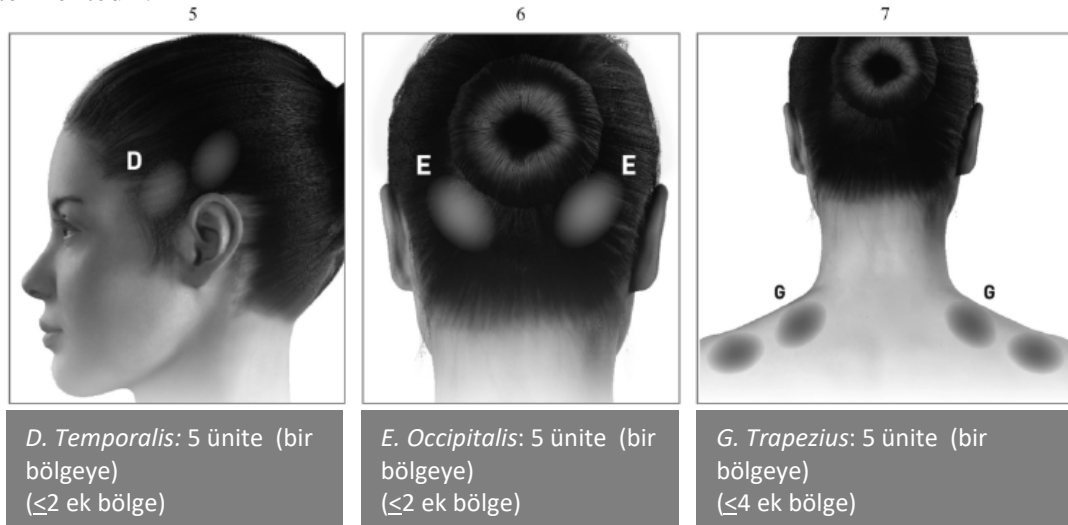 5
6
7
D
E
E
G
G
D. Temporalis: 5 ünite (bir
bölgeye)
(≤2 ek bölge)
E. Occipitalis: 5 ünite (bir
bölgeye)
(≤2 ek bölge)
G. Trapezius: 5 ünite (bir
bölgeye)
(≤4 ek bölge)